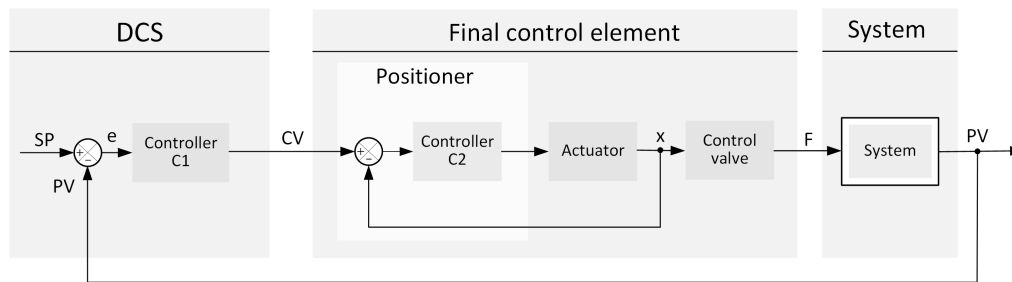 DCS
Final control element
System
Positioner
SP
+
−
e
PV
Controller
C1
CV
+
−
Controller
C2
Actuator
x
Control
valve
F
System
PV